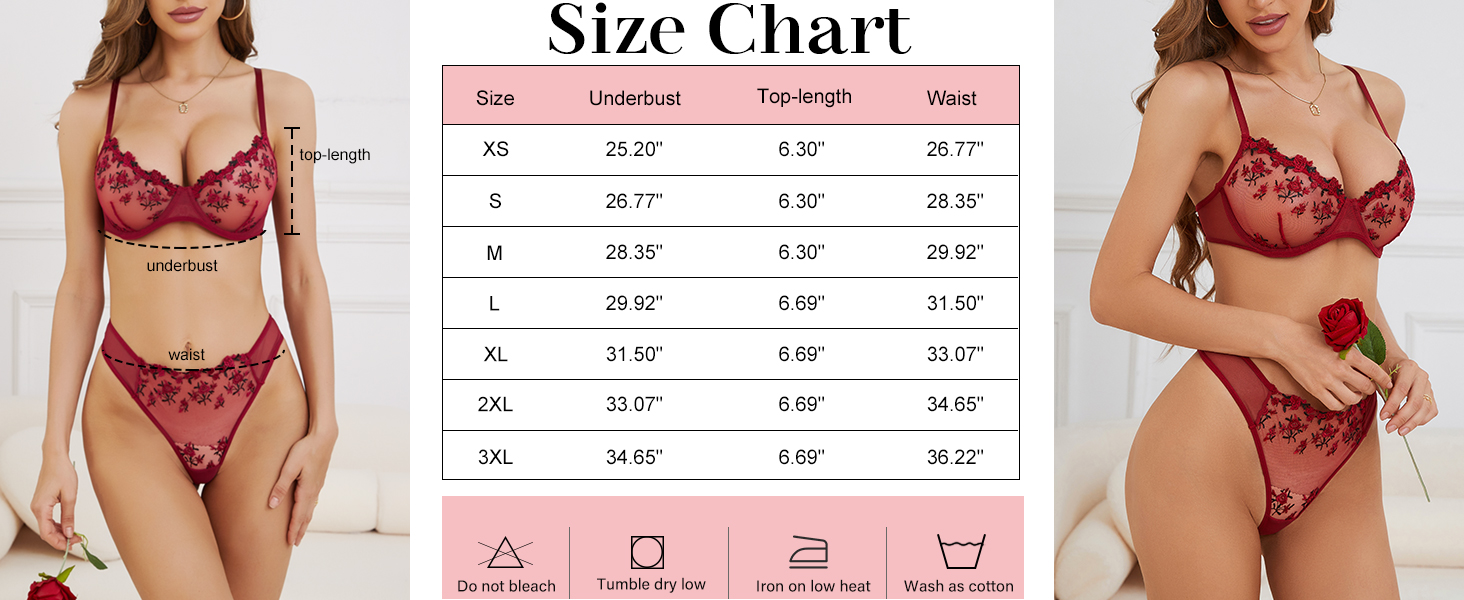 Size Chart
top-length
underbust
waist
Size Underbust Top-length Waist
XS 25.20" 6.30" 26.77"
S 26.77" 6.30" 28.35"
M 28.35" 6.30" 29.92"
L 29.92" 6.69" 31.50"
XL 31.50" 6.69" 33.07"
2XL 33.07" 6.69" 34.65"
3XL 34.65" 6.69" 36.22"
Do not bleach Tumble dry low Iron on low heat Wash as cotton